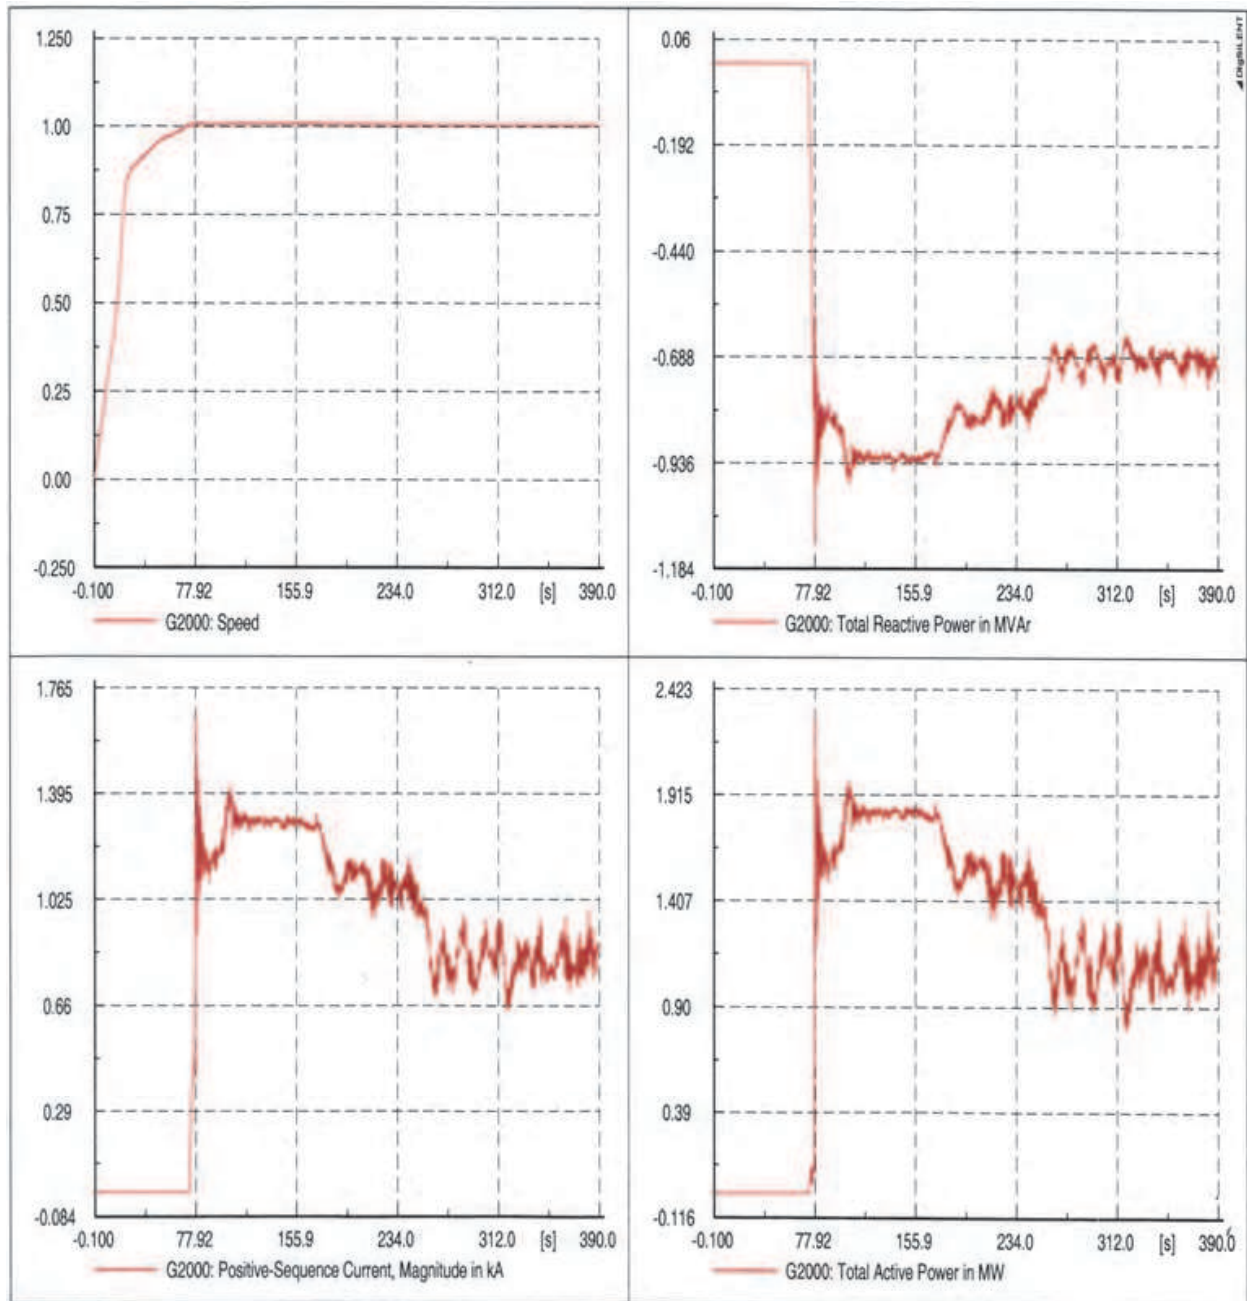 1.250
1.00
0.75
0.50
0.25
0.00
-0.250
-0.100 77.92 155.9 234.0 312.0 [s] 390.0
G2000: Speed
DIgSILENT
0.06
-0.192
-0.440
-0.688
-0.936
-1.184
-0.100 77.92 155.9 234.0 312.0 [s] 390.0
G2000: Total Reactive Power in MVAr
1.765
1.395
1.025
0.66
0.29
-0.084
-0.100 77.92 155.9 234.0 312.0 [s] 390.0
G2000: Positive-Sequence Current, Magnitude in kA
2.423
1.915
1.407
0.90
0.39
-0.116
-0.100 77.92 155.9 234.0 312.0 [s] 390.0
G2000: Total Active Power in MW